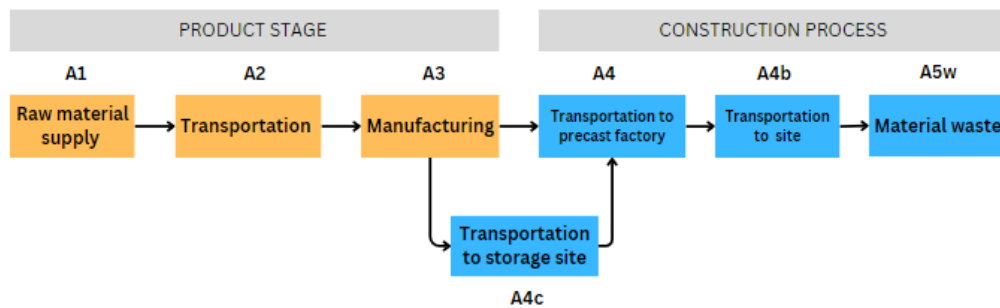 PRODUCT STAGE
CONSTRUCTION PROCESS
A1
A2
A3
A4
A4b
A5w
Raw material
supply
Transportation
Manufacturing
Transportation to
precast factory
Transportation
to site
Material waste
Transportation
to storage site
A4c